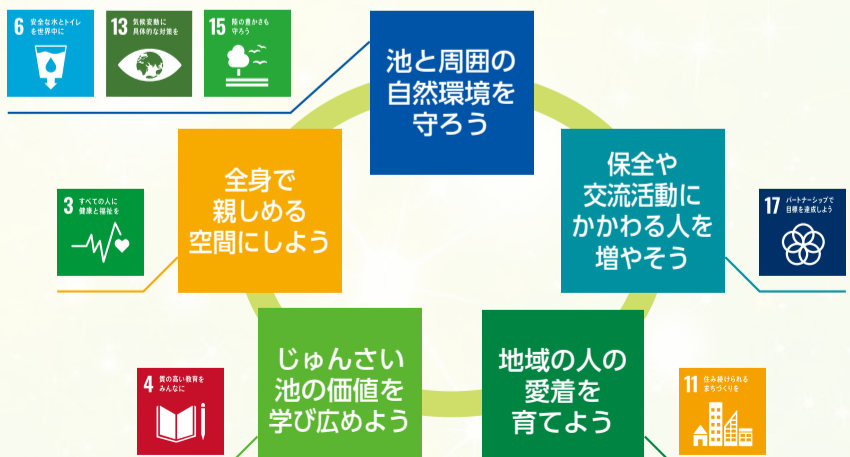 6 安全な水とトイレ
を世界中に
13 気候変動に
具体的な対策を
15 陸の豊かさも
守ろう
池と周囲の
自然環境を
守ろう
全身で
親しめる
空間にしよう
保全や
交流活動に
かかわる人を
増やそう
3 すべての人に
健康と福祉を
17 パートナーシップで
目標を達成しよう
じゅんさい
池の価値を
学び広めよう
地域の人の
愛着を
育てよう
4 質の高い教育を
みんなに
11 住み続けられる
まちづくりを